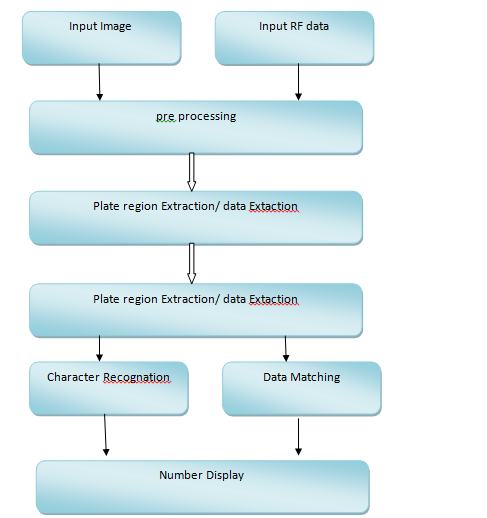 Input Image
Input RF data
pre processing
Plate region Extraction/ data Extaction
Plate region Extraction/ data Extaction
Character Recognation
Data Matching
Number Display